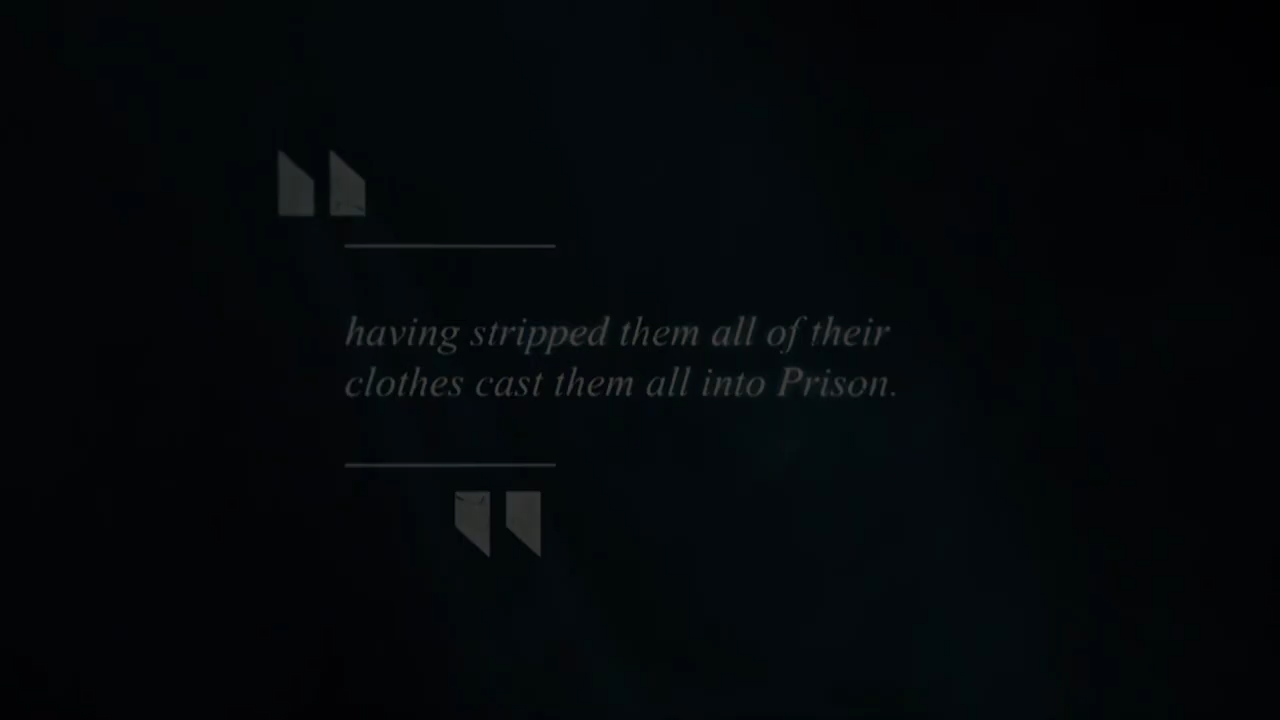 having stripped them all of their
clothes cast them all into Prison.